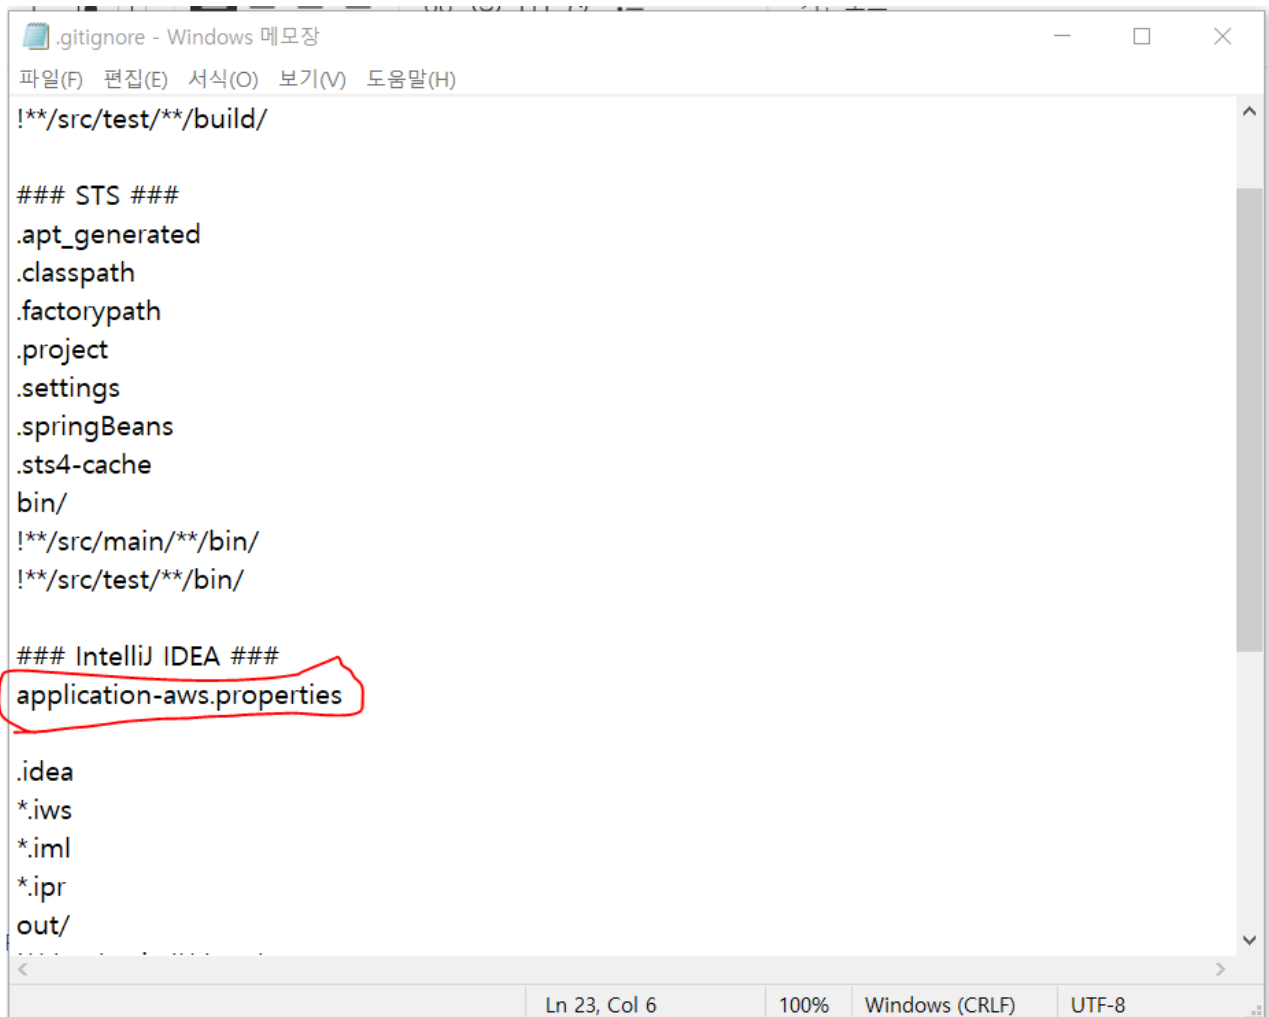 .gitignore - Windows 메모장
파일(F) 편집(E) 서식(O) 보기(V) 도움말(H)
!**/src/test/**/build/
### STS ###
.apt_generated
.classpath
.factorypath
.project
.settings
.springBeans
.sts4-cache
bin/
!**/src/main/**/bin/
!**/src/test/**/bin/
### IntelliJ IDEA ###
application-aws.properties
.idea
*.iws
*.iml
*.ipr
out/
Ln 23, Col 6 100% Windows (CRLF) UTF-8